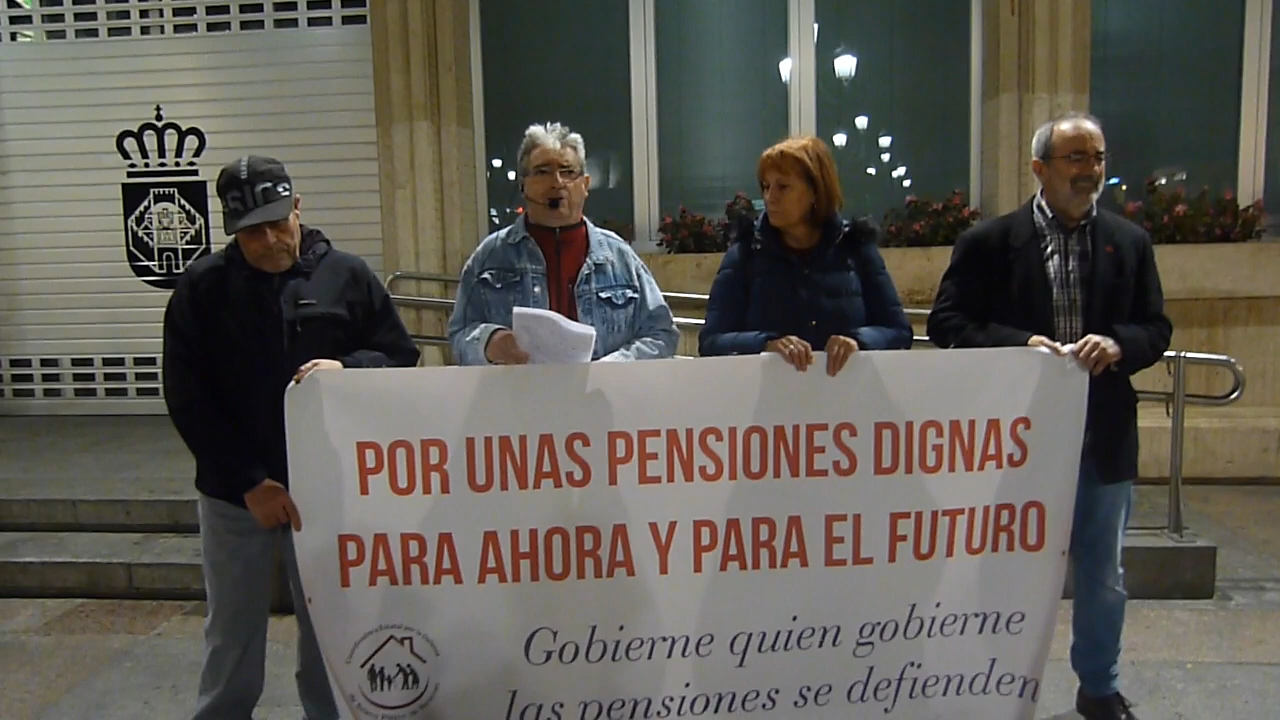 POR UNAS PENSIONES DIGNAS
PARA AHORA Y PARA EL FUTURO
Gobierne quien gobierne
las pensiones se defienden